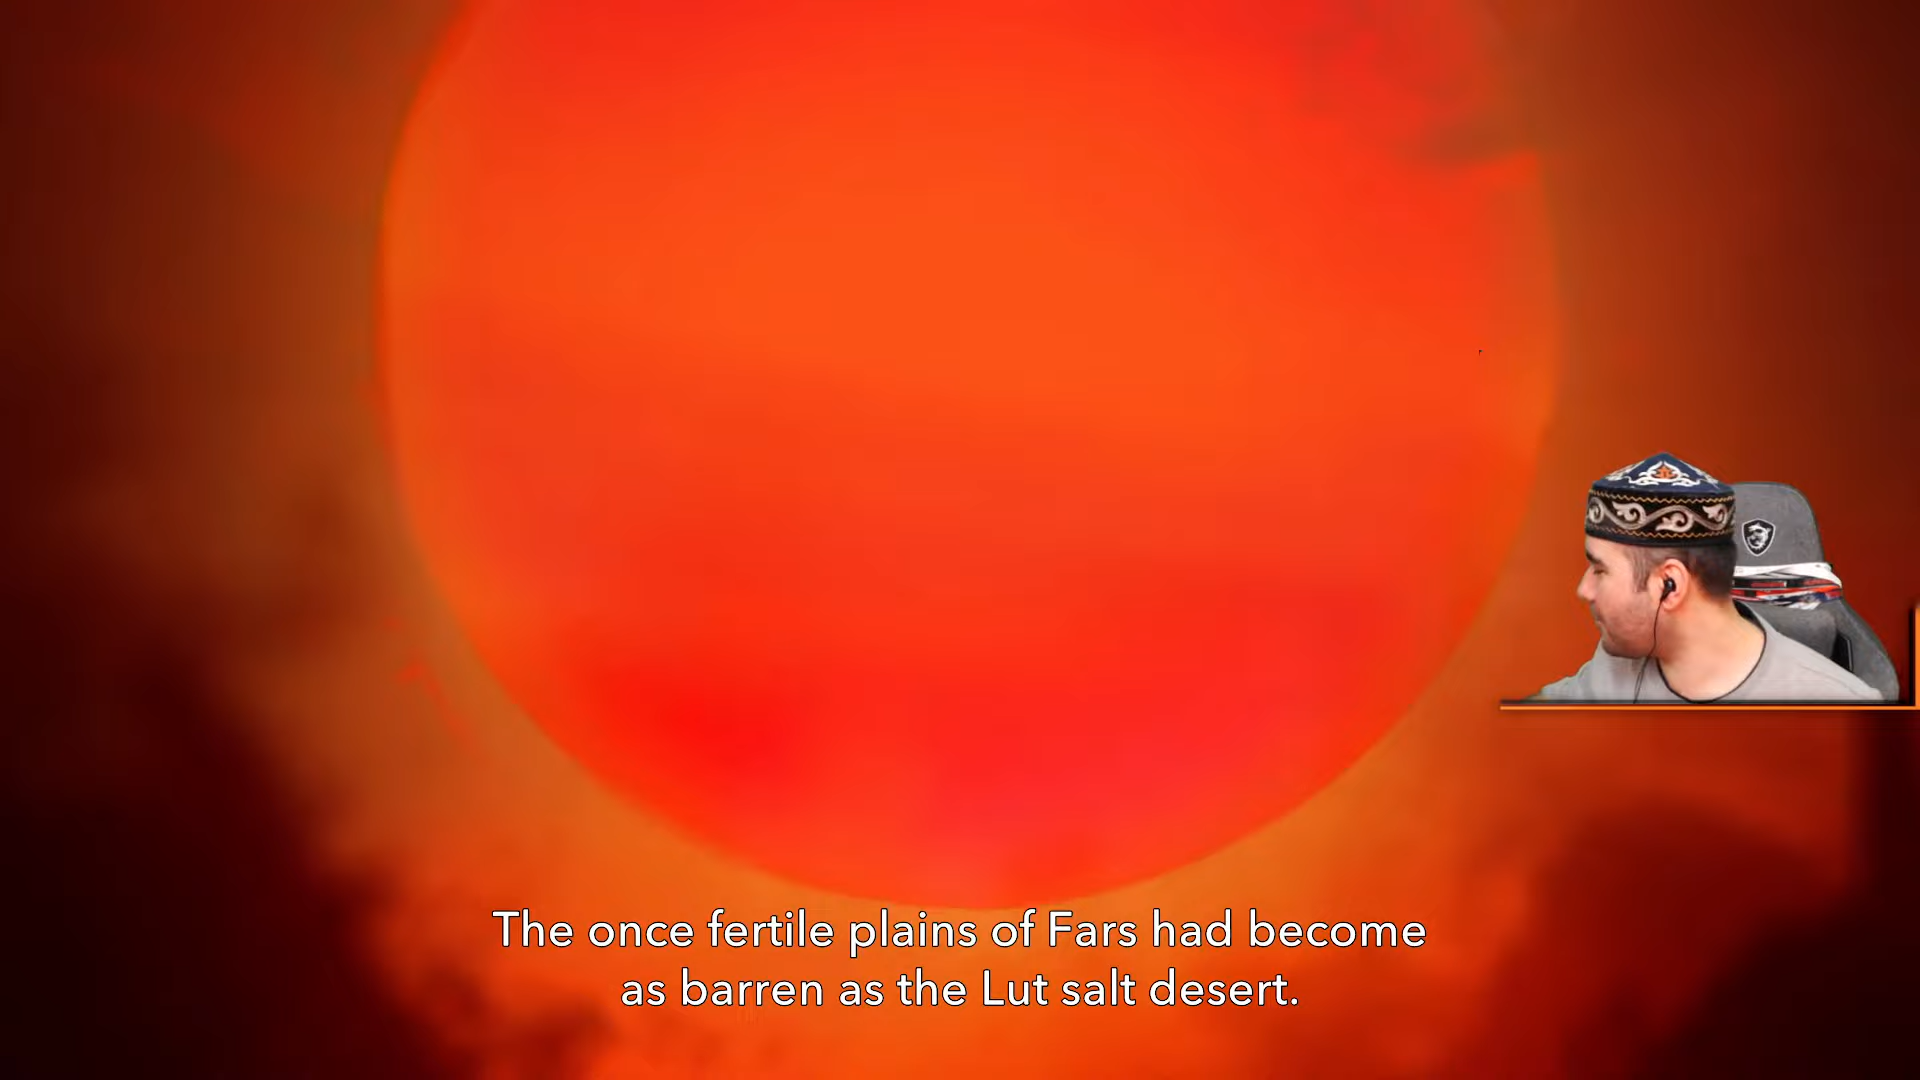 The once fertile plains of Fars had become
as barren as the Lut salt desert.